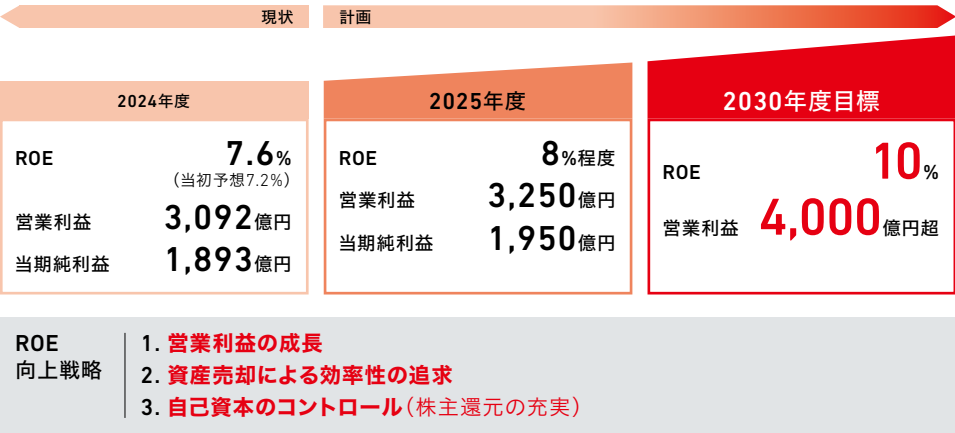 現状
計画
2024年度
ROE 7.6%
（当初予想7.2%）
営業利益 3,092億円
当期純利益 1,893億円
2025年度
ROE 8%程度
営業利益 3,250億円
当期純利益 1,950億円
2030年度目標
ROE 10%
営業利益 4,000億円超
ROE
向上戦略
1. 営業利益の成長
2. 資産売却による効率性の追求
3. 自己資本のコントロール（株主還元の充実）